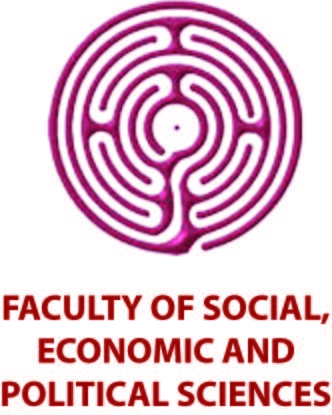 FACULTY OF SOCIAL,
ECONOMIC AND
POLITICAL SCIENCES